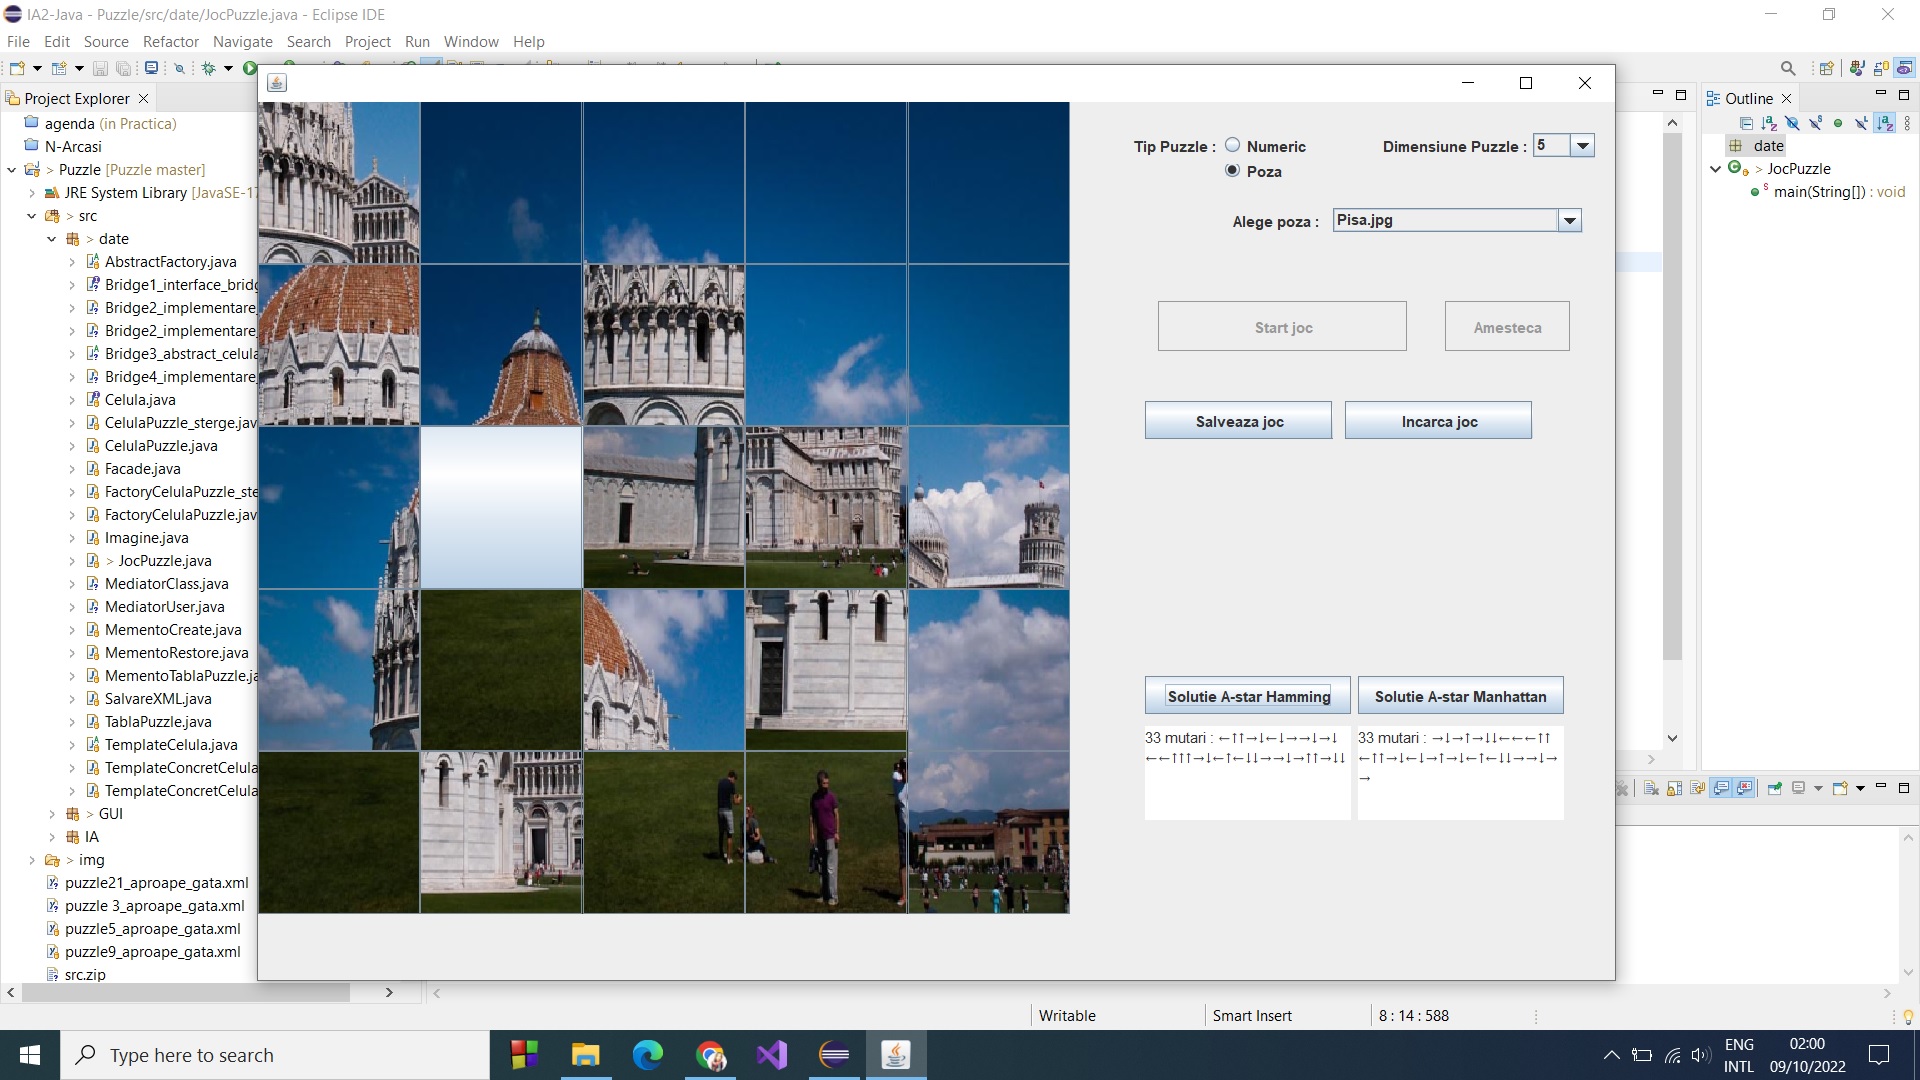 IA2-Java - Puzzle/src/date/JocPuzzle.java - Eclipse IDE
File Edit Source Refactor Navigate Search Project Run Window Help
Project Explorer
agenda (in Practica)
N-Arcasi
> Puzzle [Puzzle master]
JRE System Library [JavaSE-17
> src
> date
AbstractFactory.java
Bridge1_interface_bridg
Bridge2_implementare_
Bridge2_implementare_
Bridge3_abstract_celula
Bridge4_implementare_
Celula.java
CelulaPuzzle_sterge.jav
CelulaPuzzle.java
Facade.java
FactoryCelulaPuzzle_ste
FactoryCelulaPuzzle.jav
Imagine.java
> JocPuzzle.java
MediatorClass.java
MediatorUser.java
MementoCreate.java
MementoRestore.java
MementoTablaPuzzle.ja
SalvareXML.java
TablaPuzzle.java
TemplateCelula.java
TemplateConcretCelula
TemplateConcretCelula
> GUI
IA
> img
puzzle21_aproape_gata.xml
puzzle 3_aproape_gata.xml
puzzle5_aproape_gata.xml
puzzle9_aproape_gata.xml
src.zip
Tip Puzzle : Numeric Dimensiune Puzzle : 5
Poza
Alege poza : Pisa.jpg
Start joc Amesteca
Salveaza joc Incarca joc
Solutie A-star Hamming Solutie A-star Manhattan
33 mutari : ←↑↑→↓←↓→→↓→↓
←←↑↑↑→↓←↑←↓↓→→↓→↑↑→↓↓
33 mutari : →↓→↑→↓↓←←←↑↑
←↑↑→↓←↓→↑→↓←↑←↓↓→→↓→
→
Outline
date
> JocPuzzle
main(String[]) : void
Writable Smart Insert 8 : 14 : 588
Type here to search
ENG
INTL
02:00
09/10/2022